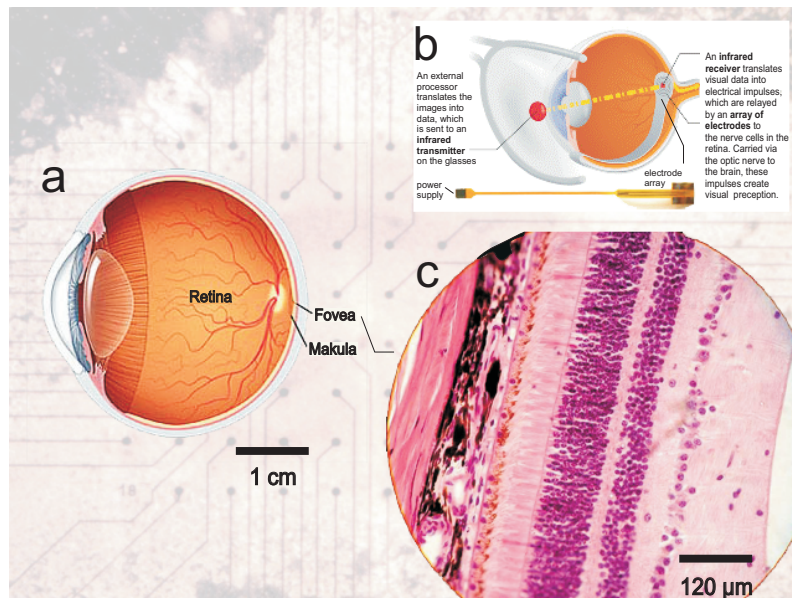 a
Retina
Fovea
Makula
1 cm
b
An external
processor
translates the
images into
data, which
is sent to an
infrared
transmitter
on the glasses
power
supply
electrode
array
An infrared
receiver translates
visual data into
electrical impulses,
which are relayed
by an array of
electrodes to
the nerve cells in the
retina. Carried via
the optic nerve to
the brain, these
impulses create
visual preception.
c
120 µm
18